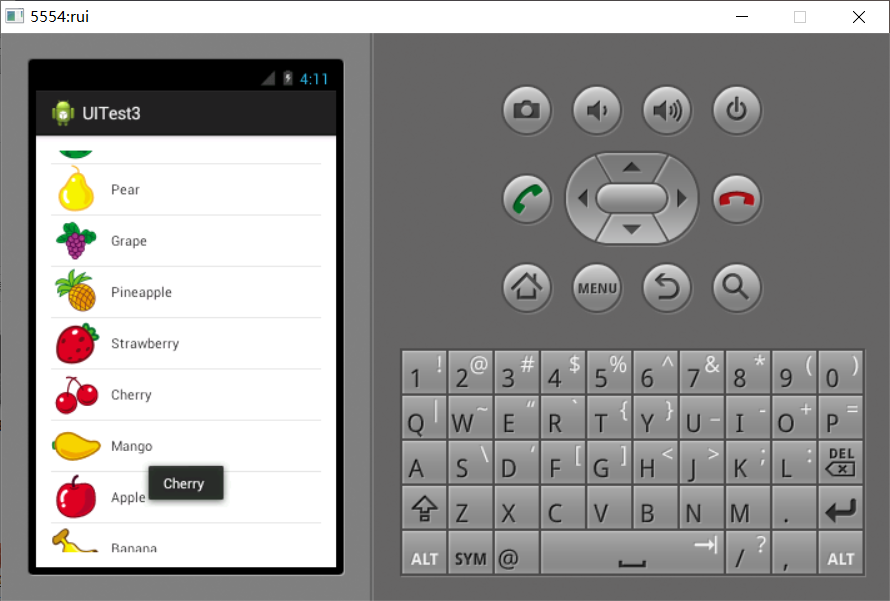 5554:rui
4:11
UITest3
Pear
Grape
Pineapple
Strawberry
Cherry
Mango
Apple
Cherry
Banana
MENU
1 ! 2 @ 3 # 4 $ 5 % 6 ^ 7 & 8 * 9 ( 0 )
Q | W ~ E “ R ` T { Y } U _ I - O + P =
A S \ D ‘ F [ G ] H < J > K ; L : DEL
Z X C V B N M .
ALT SYM @ / ? , ALT